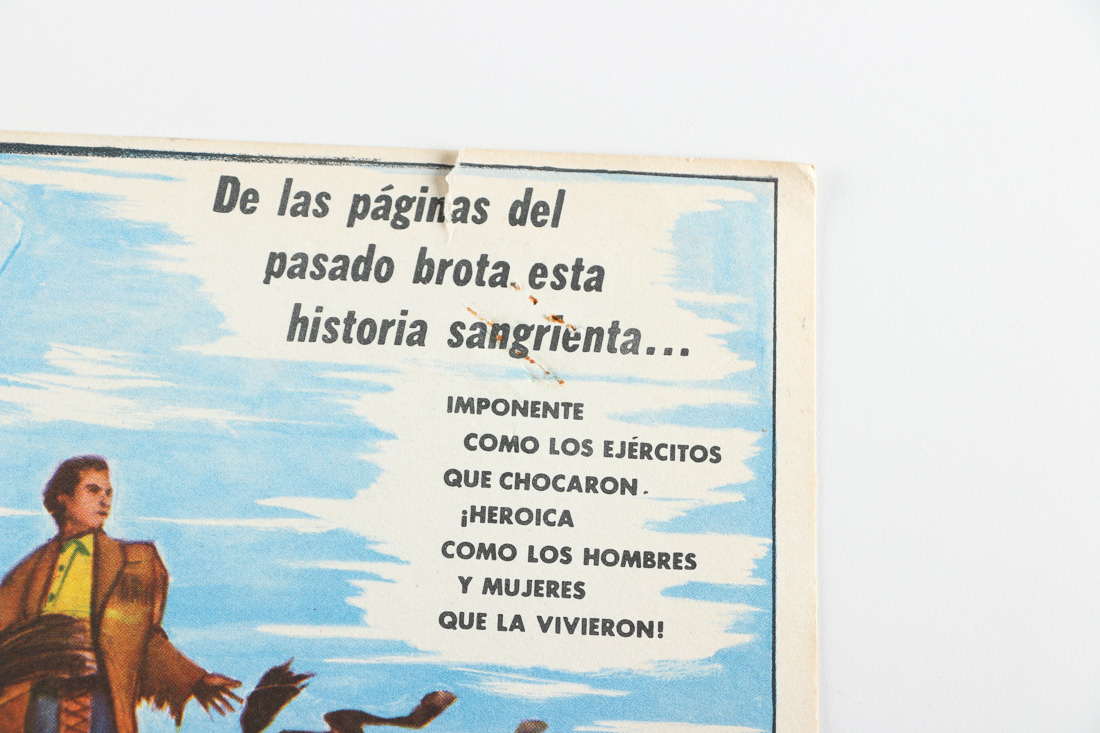 De las páginas del
pasado brota esta
historia sangrienta...
IMPONENTE
COMO LOS EJÉRCITOS
QUE CHOCARON.
¡HEROICA
COMO LOS HOMBRES
Y MUJERES
QUE LA VIVIERON!